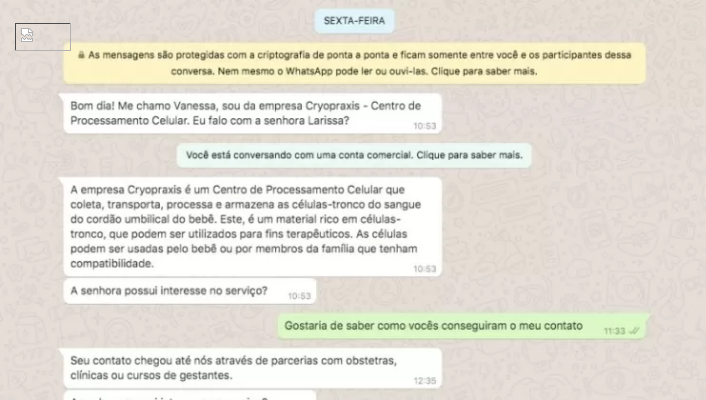 SEXTA-FEIRA
As mensagens são protegidas com a criptografia de ponta a ponta e ficam somente entre você e os participantes dessa
conversa. Nem mesmo o WhatsApp pode ler ou ouvi-las. Clique para saber mais.
Bom dia! Me chamo Vanessa, sou da empresa Cryopraxis - Centro de
Processamento Celular. Eu falo com a senhora Larissa?
10:53
Você está conversando com uma conta comercial. Clique para saber mais.
A empresa Cryopraxis é um Centro de Processamento Celular que
coleta, transporta, processa e armazena as células-tronco do sangue
do cordão umbilical do bebê. Este, é um material rico em células-
tronco, que podem ser utilizados para fins terapêuticos. As células
podem ser usadas pelo bebê ou por membros da família que tenham
compatibilidade.
10:53
A senhora possui interesse no serviço? 10:53
Gostaria de saber como vocês conseguiram o meu contato 11:33
Seu contato chegou até nós através de parcerias com obstetras,
clínicas ou cursos de gestantes.
12:35